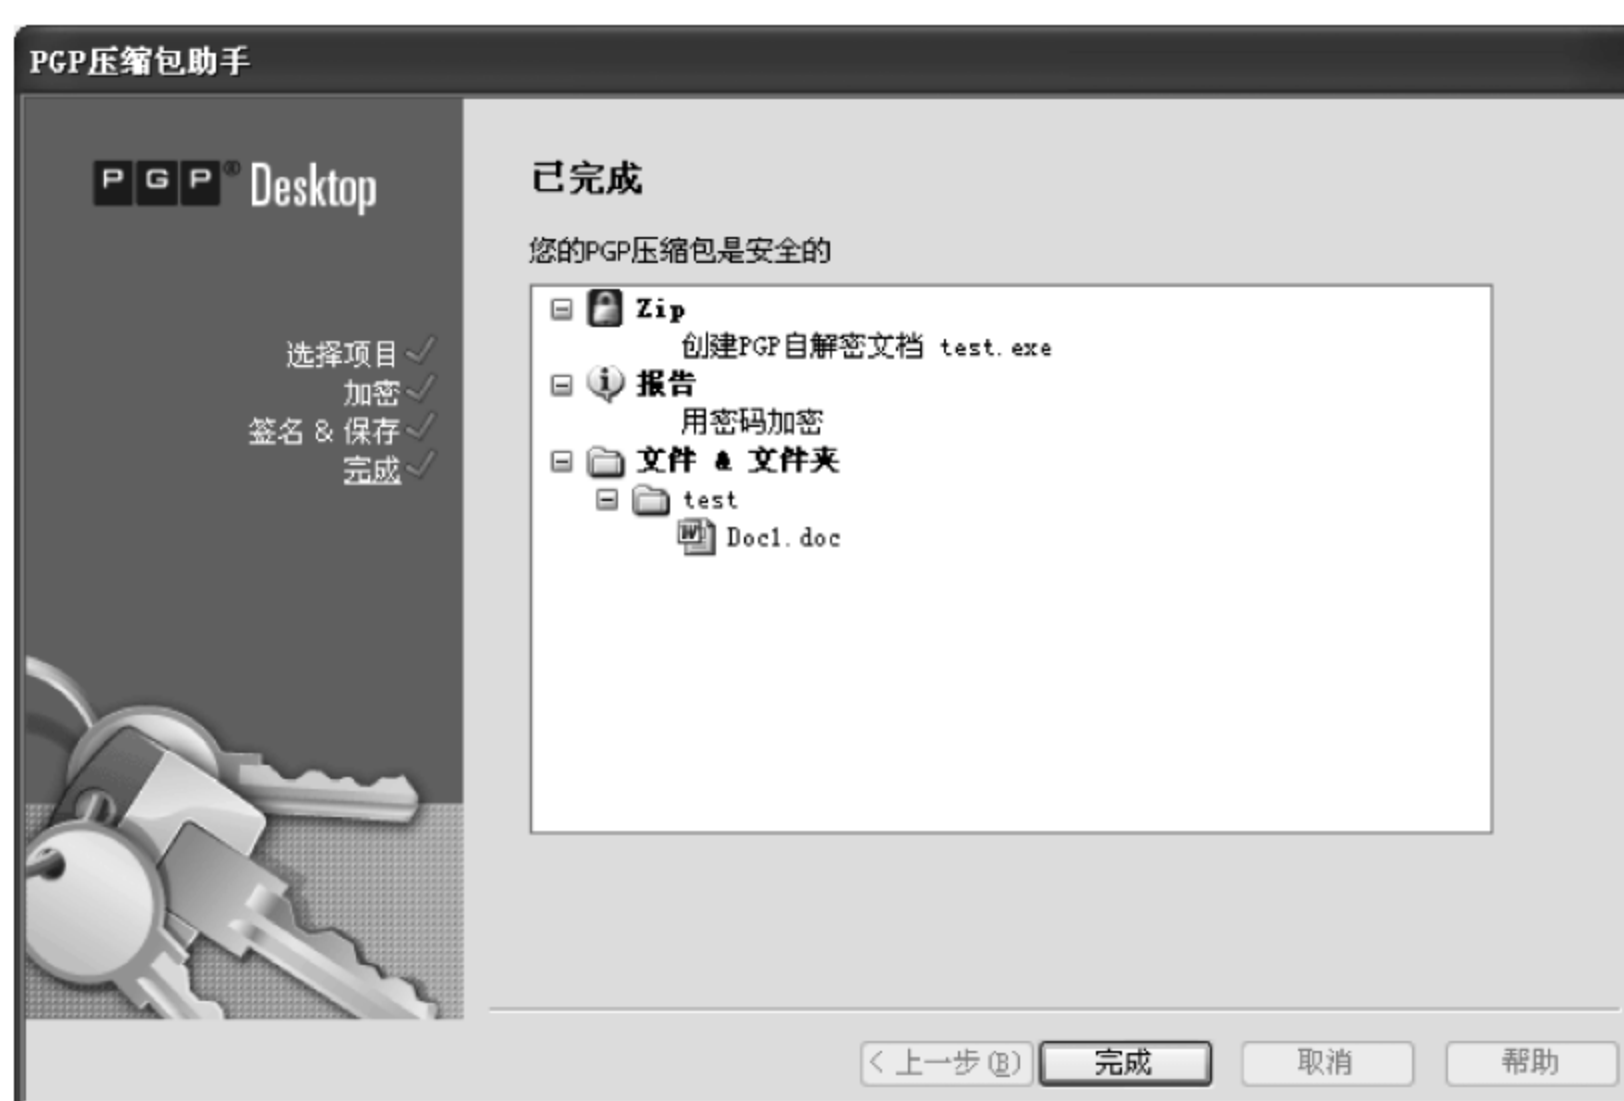 PGP压缩包助手
PGP® Desktop
选择项目
加密
签名 & 保存
完成
已完成
您的PGP压缩包是安全的
Zip
创建PGP自解密文档 test.exe
报告
用密码加密
文件 & 文件夹
test
Doc1.doc
< 上一步(B)
完成
取消
帮助